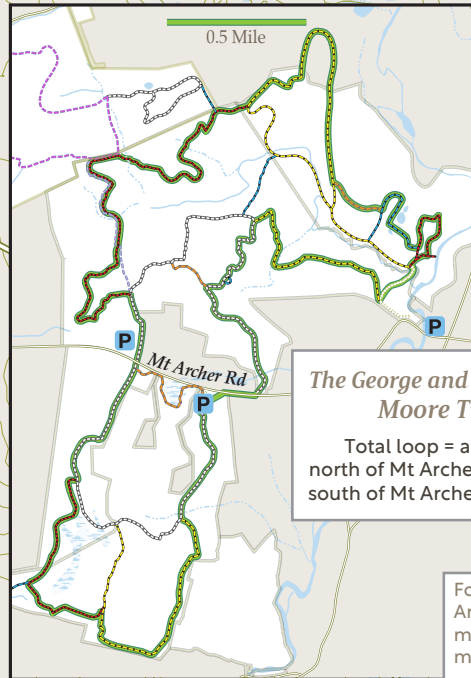 0.5 Mile
P
P
Mt Archer Rd
P
The George and
Moore T
Total loop = a
north of Mt Arche
south of Mt Arche
Fo
Ar
m
m